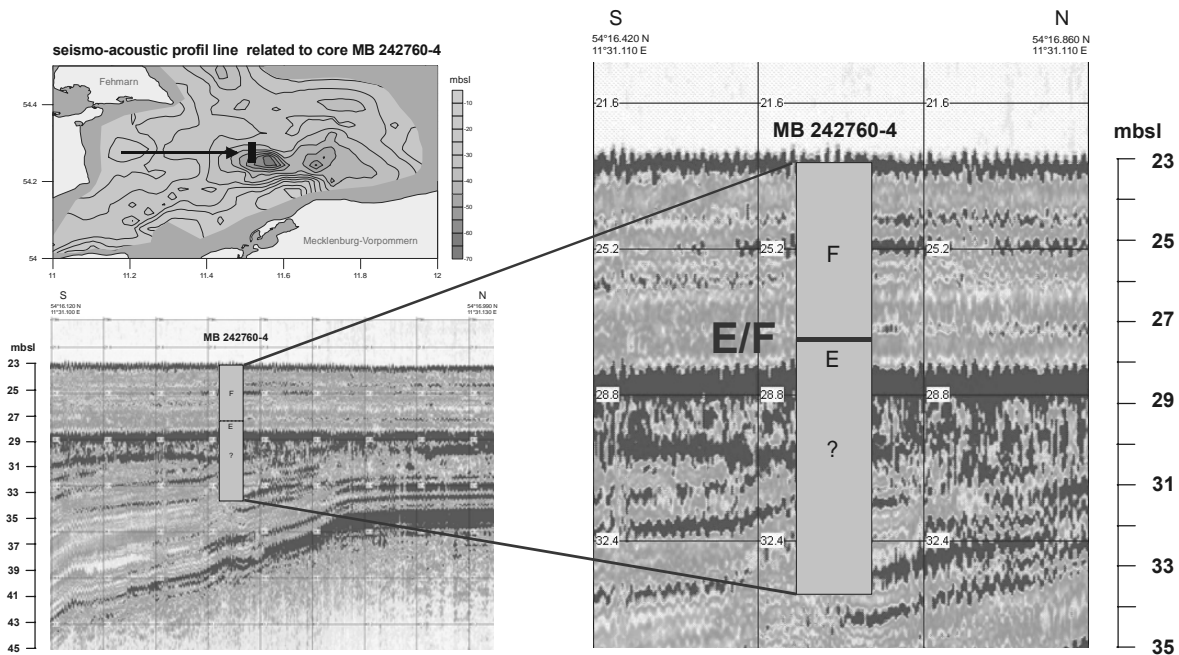 seismo-acoustic profil line related to core MB 242760-4
Fehmarn
Mecklenburg-Vorpommern
54.4
54.2
54
11
11.2
11.4
11.6
11.8
12
mbsl
-10
-20
-30
-40
-50
-60
-70
S
54°16.120 N
11°31.100 E
N
54°16.990 N
11°31.130 E
MB 242760-4
mbsl
23
25
27
29
31
33
35
37
39
41
43
45
F
E
?
S
54°16.420 N
11°31.110 E
N
54°16.860 N
11°31.110 E
21.6
21.6
21.6
MB 242760-4
25.2
25.2
25.2
F
E/F
E
28.8
28.8
28.8
?
32.4
32.4
32.4
mbsl
23
25
27
29
31
33
35